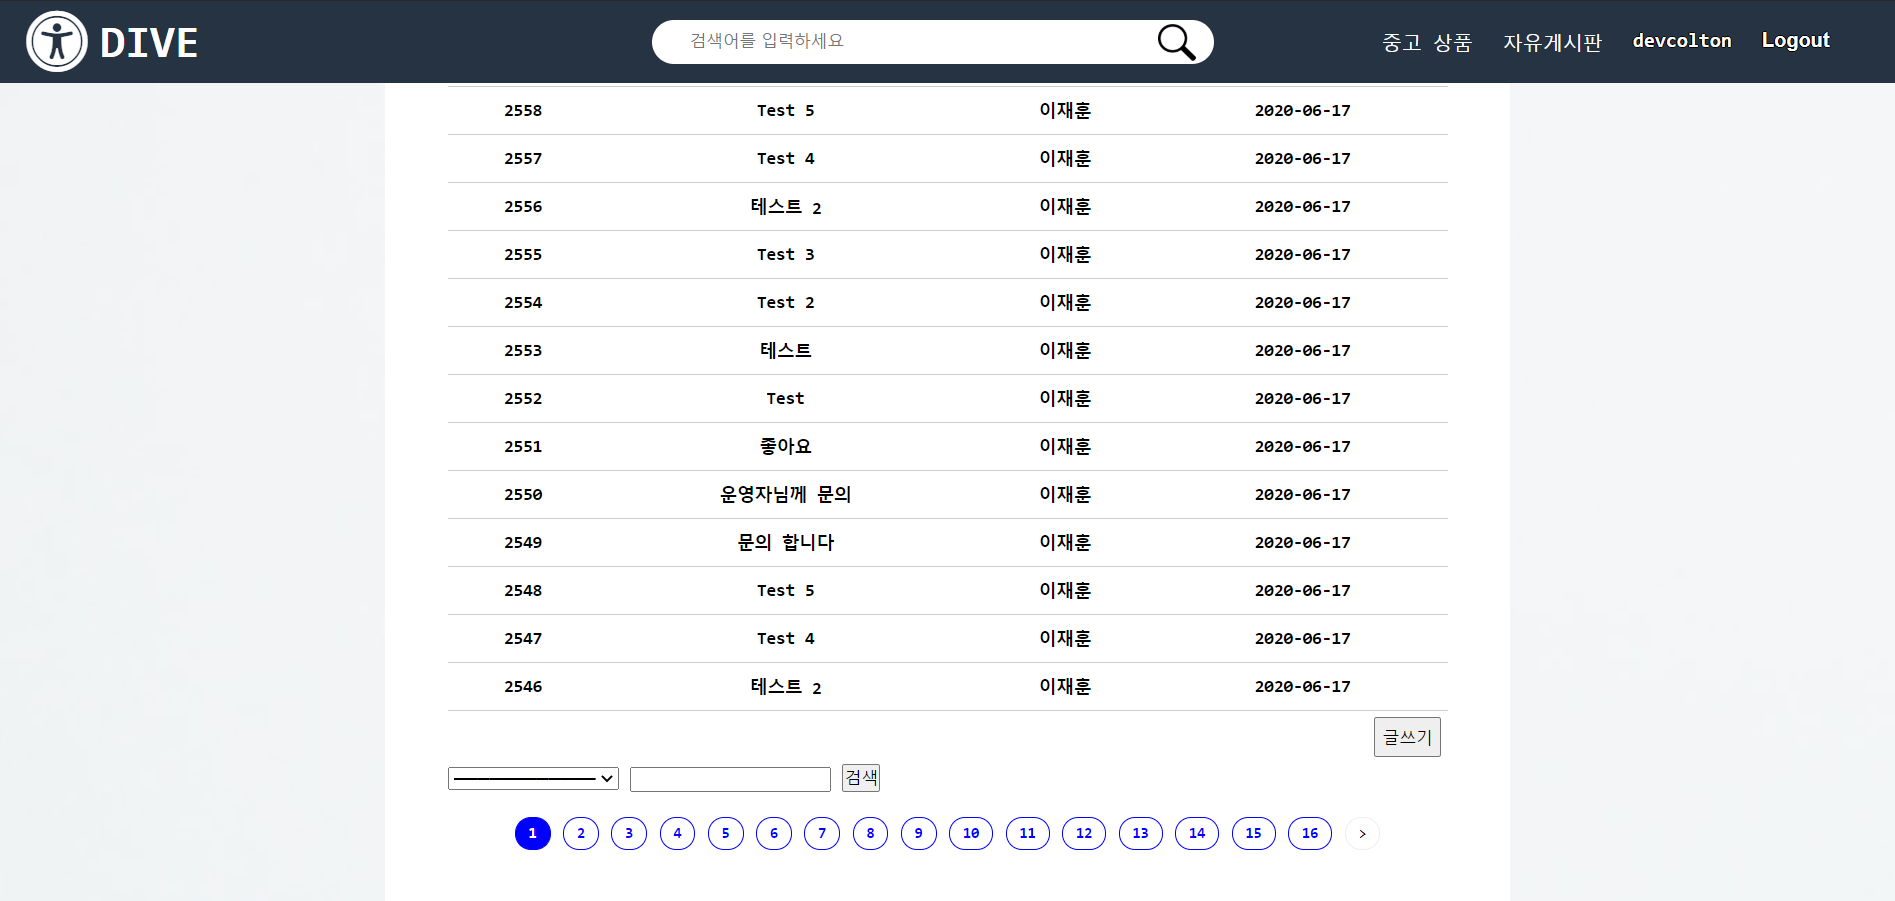 DIVE 검색어를 입력하세요 중고 상품 자유게시판 devcolton Logout
2558 Test 5 이재훈 2020-06-17
2557 Test 4 이재훈 2020-06-17
2556 테스트 2 이재훈 2020-06-17
2555 Test 3 이재훈 2020-06-17
2554 Test 2 이재훈 2020-06-17
2553 테스트 이재훈 2020-06-17
2552 Test 이재훈 2020-06-17
2551 좋아요 이재훈 2020-06-17
2550 운영자님께 문의 이재훈 2020-06-17
2549 문의 합니다 이재훈 2020-06-17
2548 Test 5 이재훈 2020-06-17
2547 Test 4 이재훈 2020-06-17
2546 테스트 2 이재훈 2020-06-17
글쓰기
검색
1 2 3 4 5 6 7 8 9 10 11 12 13 14 15 16 >